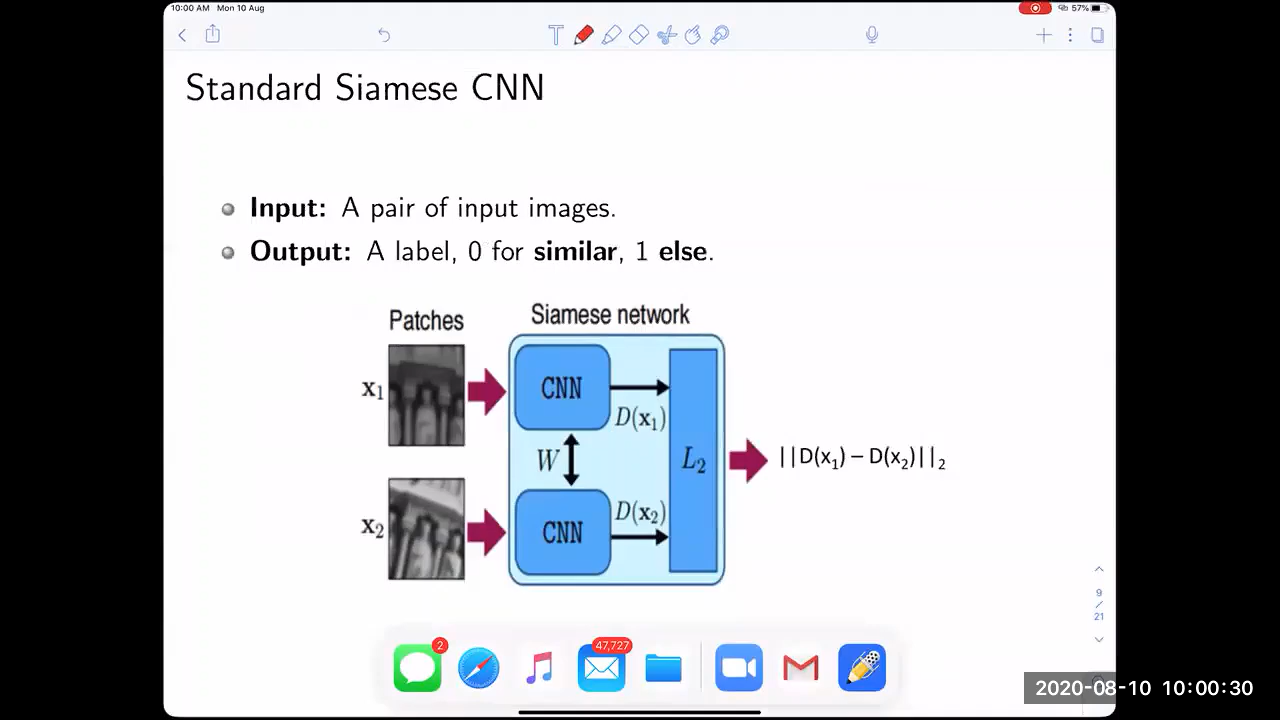 10:00 AM Mon 10 Aug
57%
Standard Siamese CNN
Input: A pair of input images.
Output: A label, 0 for similar, 1 else.
Patches
Siamese network
x₁
CNN
D(x₁)
W
L₂
||D(x₁) – D(x₂)||₂
x₂
CNN
D(x₂)
9
/
21
2
47,727
2020-08-10 10:00:30